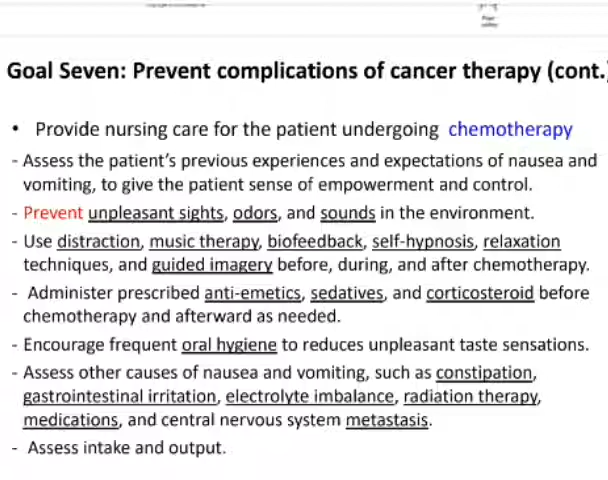 Goal Seven: Prevent complications of cancer therapy (cont.)
• Provide nursing care for the patient undergoing chemotherapy
- Assess the patient's previous experiences and expectations of nausea and
vomiting, to give the patient sense of empowerment and control.
- Prevent unpleasant sights, odors, and sounds in the environment.
- Use distraction, music therapy, biofeedback, self-hypnosis, relaxation
techniques, and guided imagery before, during, and after chemotherapy.
- Administer prescribed anti-emetics, sedatives, and corticosteroid before
chemotherapy and afterward as needed.
- Encourage frequent oral hygiene to reduces unpleasant taste sensations.
- Assess other causes of nausea and vomiting, such as constipation,
gastrointestinal irritation, electrolyte imbalance, radiation therapy,
medications, and central nervous system metastasis.
- Assess intake and output.